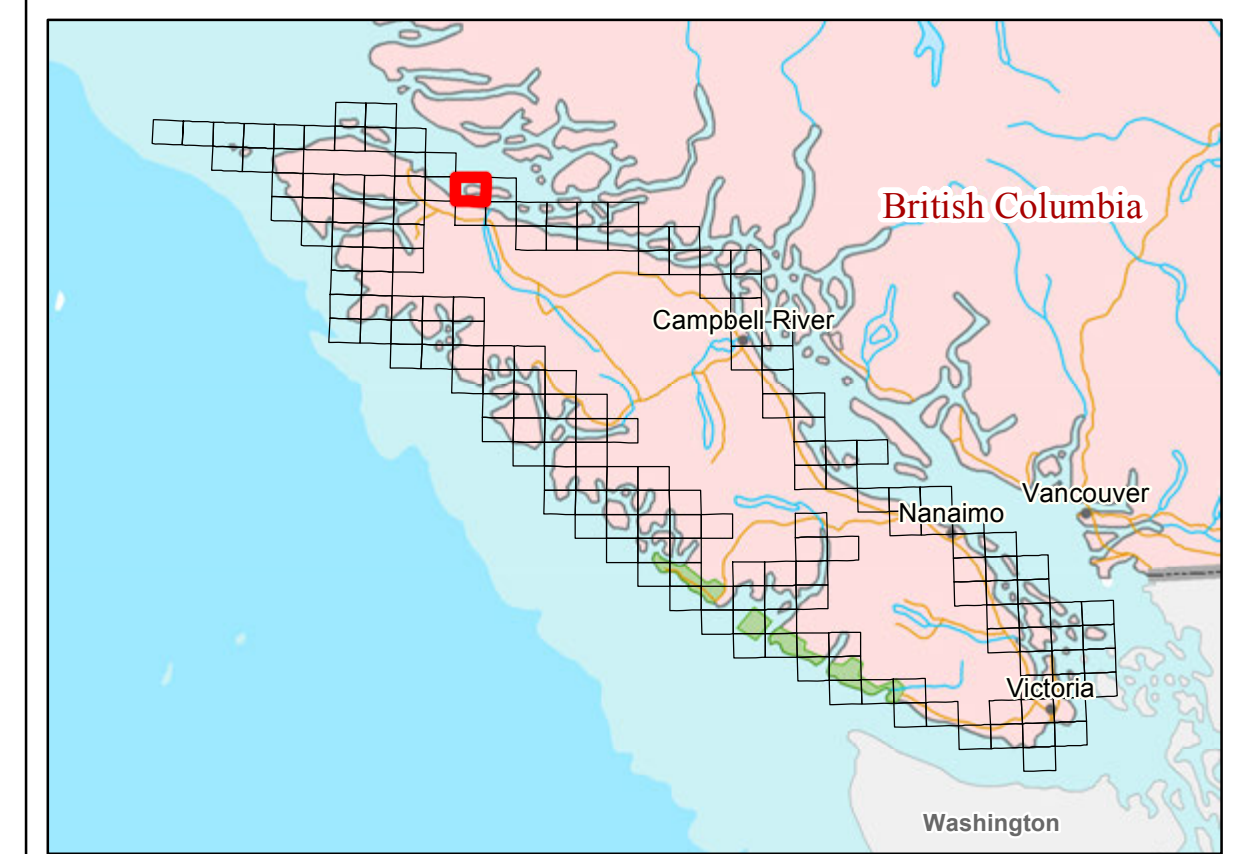 British Columbia
Campbell River
Vancouver
Nanaimo
Victoria
Washington